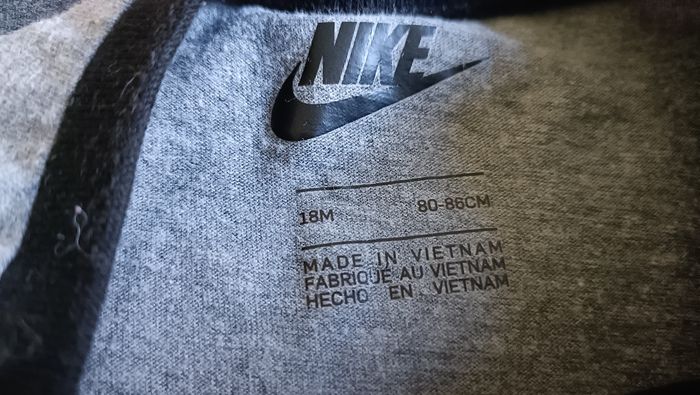 NIKE
18M 80-86CM
MADE IN VIETNAM
FABRIQUÉ AU VIETNAM
HECHO EN VIETNAM